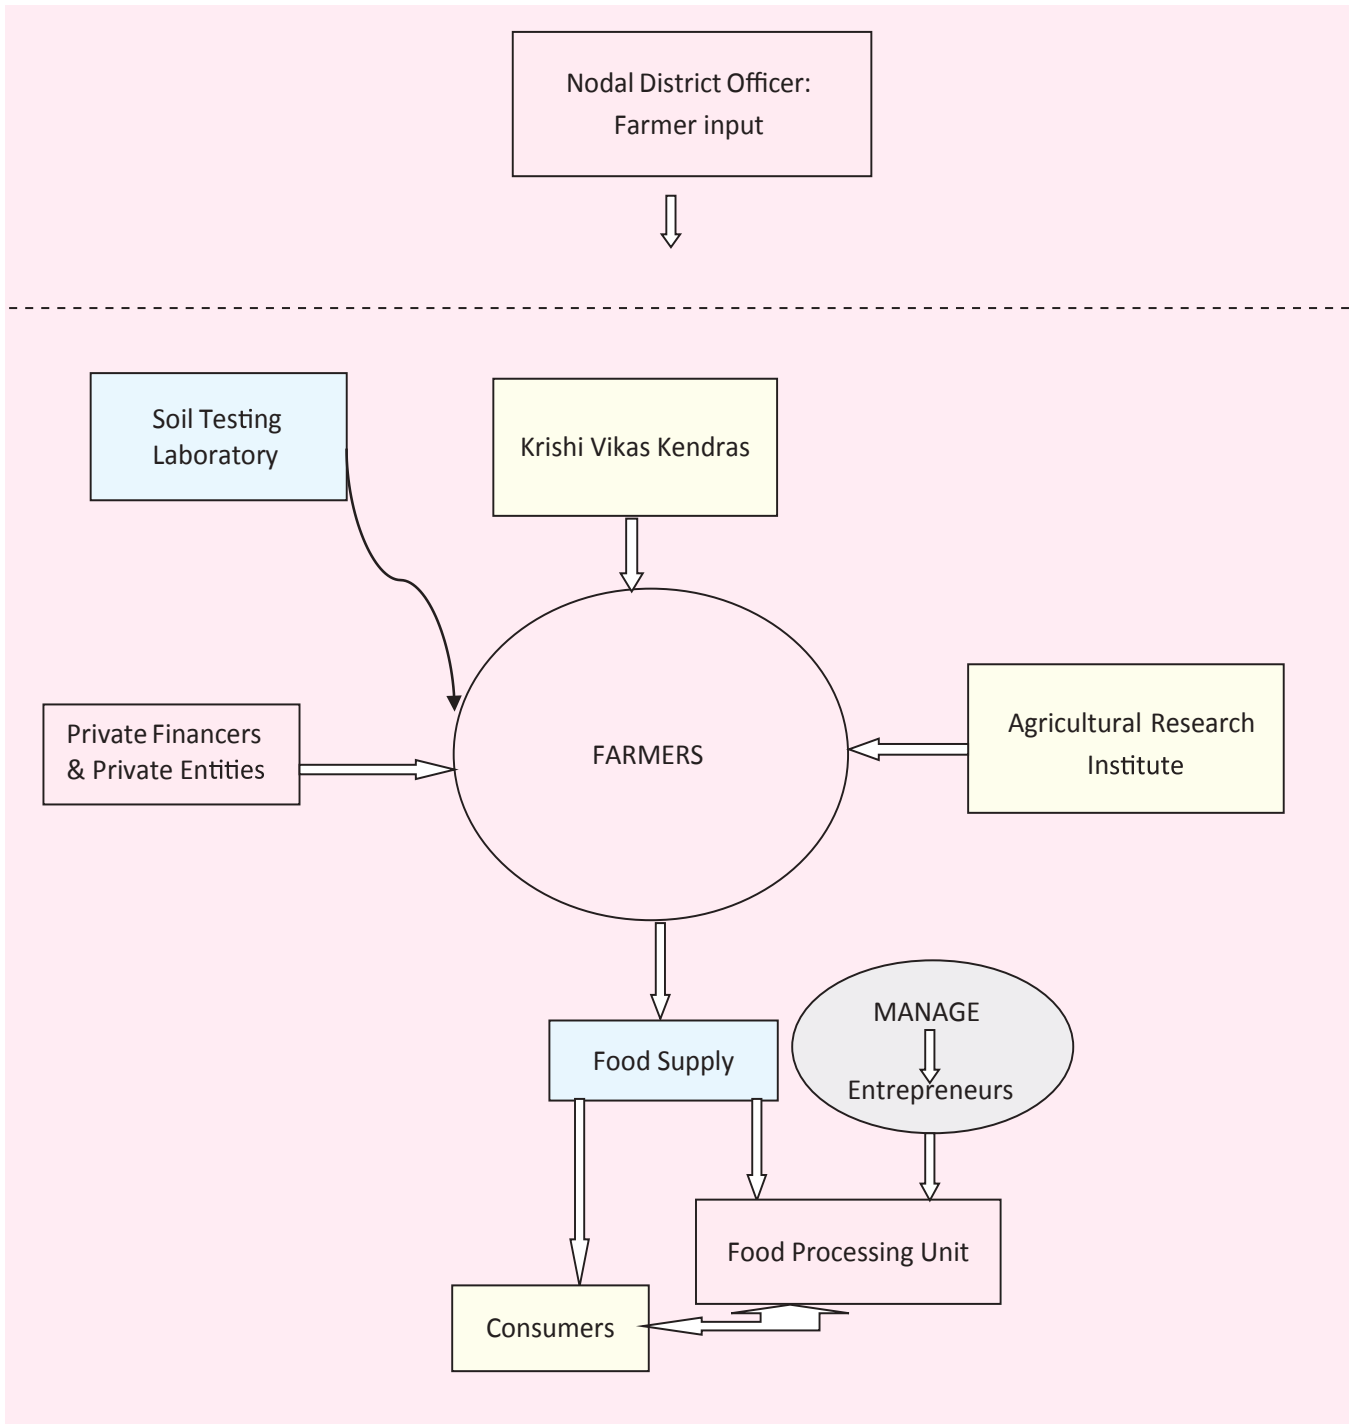 Nodal District Officer:
Farmer input
Soil Testing
Laboratory
Krishi Vikas Kendras
Private Financers
& Private Entities
FARMERS
Agricultural Research
Institute
Food Supply
MANAGE
Entrepreneurs
Food Processing Unit
Consumers